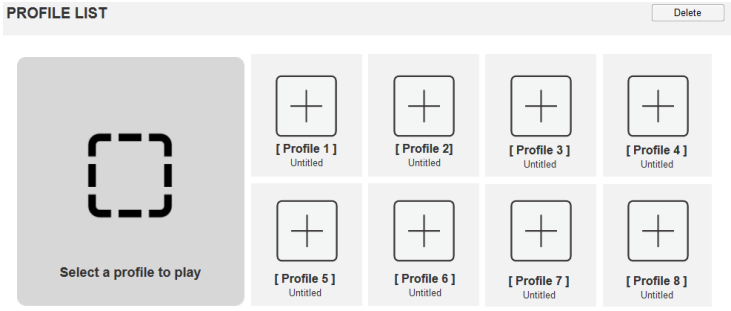 PROFILE LIST
Delete
Select a profile to play
[ Profile 1 ]
Untitled
[ Profile 2]
Untitled
[ Profile 3 ]
Untitled
[ Profile 4 ]
Untitled
[ Profile 5 ]
Untitled
[ Profile 6 ]
Untitled
[ Profile 7 ]
Untitled
[ Profile 8 ]
Untitled